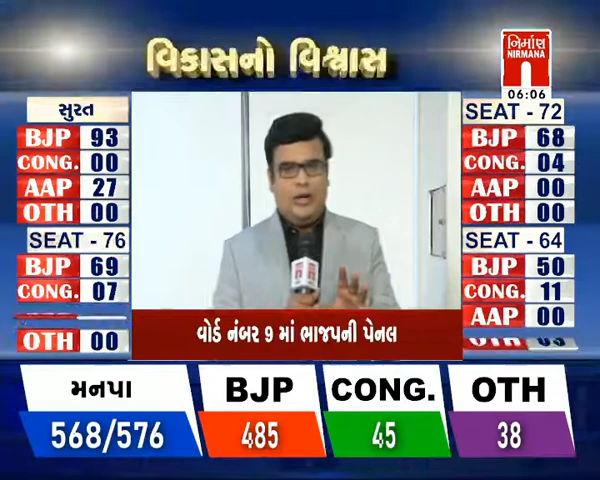 વિકાસનો વિશ્વાસ
નિર્માણ
NIRMANA
06:06
સુરત
BJP 93
CONG. 00
AAP 27
OTH 00
SEAT - 76
BJP 69
CONG. 07
OTH 00
SEAT - 72
BJP 68
CONG. 04
AAP 00
OTH 00
SEAT - 64
BJP 50
CONG. 11
AAP 00
વોર્ડ નંબર 9 માં ભાજપની પેનલ
મનપા BJP CONG. OTH
568/576 485 45 38